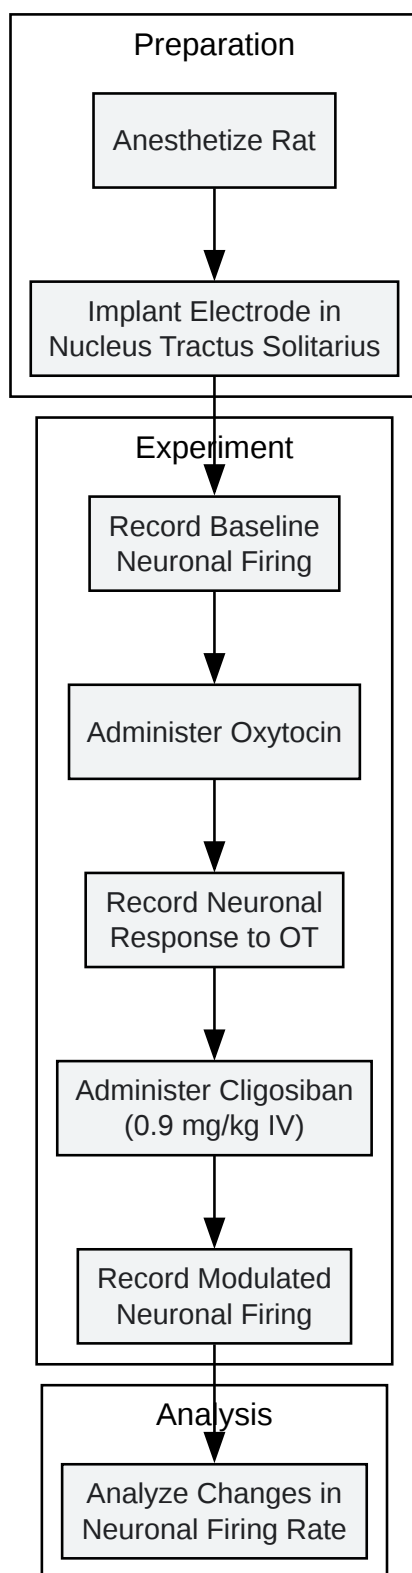 Preparation
Anesthetize Rat
Implant Electrode in
Nucleus Tractus Solitarius
Experiment
Record Baseline
Neuronal Firing
Administer Oxytocin
Record Neuronal
Response to OT
Administer Cligosiban
(0.9 mg/kg IV)
Record Modulated
Neuronal Firing
Analysis
Analyze Changes in
Neuronal Firing Rate